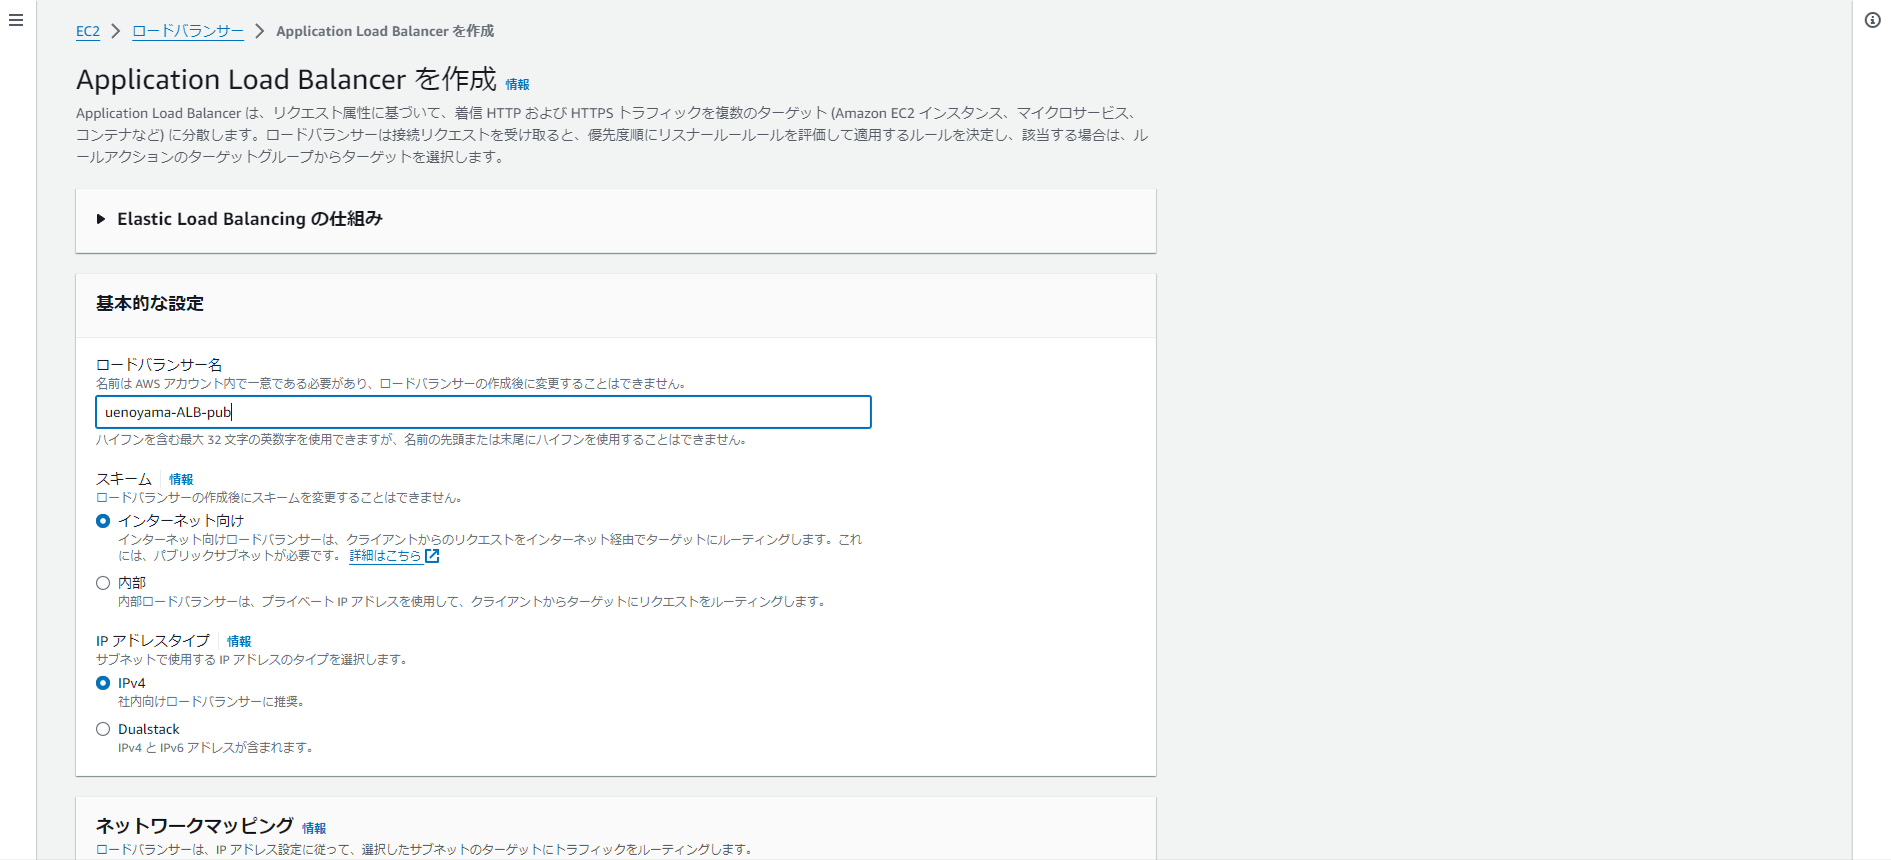 EC2 > ロードバランサー > Application Load Balancer を作成
Application Load Balancer を作成 情報
Application Load Balancer は、リクエスト属性に基づいて、着信 HTTP および HTTPS トラフィックを複数のターゲット (Amazon EC2 インスタンス、マイクロサービス、
コンテナなど) に分散します。ロードバランサーは接続リクエストを受け取ると、優先度順にリスナールールールを評価して適用するルールを決定し、該当する場合は、ル
ールアクションのターゲットグループからターゲットを選択します。
Elastic Load Balancing の仕組み
基本的な設定
ロードバランサー名
名前は AWS アカウント内で一意である必要があり、ロードバランサーの作成後に変更することはできません。
uenoyama-ALB-pub
ハイフンを含む最大 32 文字の英数字を使用できますが、名前の先頭または末尾にハイフンを使用することはできません。
スキーム 情報
ロードバランサーの作成後にスキームを変更することはできません。
インターネット向け
インターネット向けロードバランサーは、クライアントからのリクエストをインターネット経由でターゲットにルーティングします。これ
には、パブリックサブネットが必要です。 詳細はこちら
内部
内部ロードバランサーは、プライベート IP アドレスを使用して、クライアントからターゲットにリクエストをルーティングします。
IP アドレスタイプ 情報
サブネットで使用する IP アドレスのタイプを選択します。
IPv4
社内向けロードバランサーに推奨。
Dualstack
IPv4 と IPv6 アドレスが含まれます。
ネットワークマッピング 情報
ロードバランサーは、IP アドレス設定に従って、選択したサブネットのターゲットにトラフィックをルーティングします。